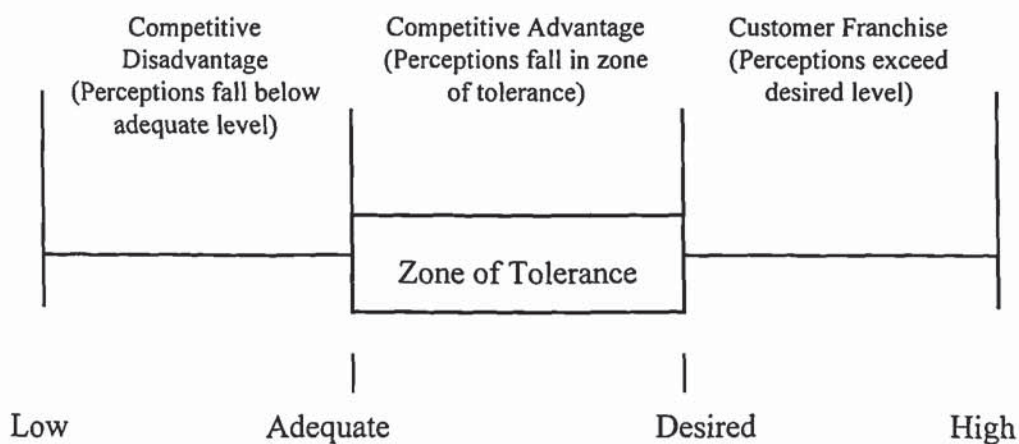 Competitive
Disadvantage
(Perceptions fall below
adequate level)
Competitive Advantage
(Perceptions fall in zone
of tolerance)
Customer Franchise
(Perceptions exceed
desired level)
Zone of Tolerance
Low
Adequate
Desired
High